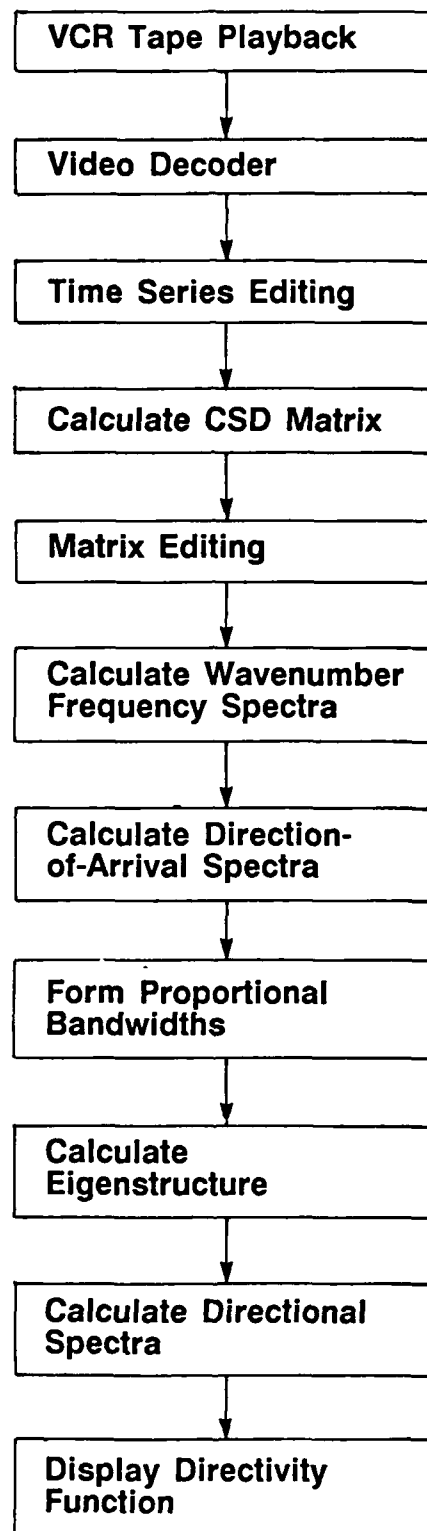 VCR Tape Playback
Video Decoder
Time Series Editing
Calculate CSD Matrix
Matrix Editing
Calculate Wavenumber
Frequency Spectra
Calculate Direction-
of-Arrival Spectra
Form Proportional
Bandwidths
Calculate
Eigenstructure
Calculate Directional
Spectra
Display Directivity
Function